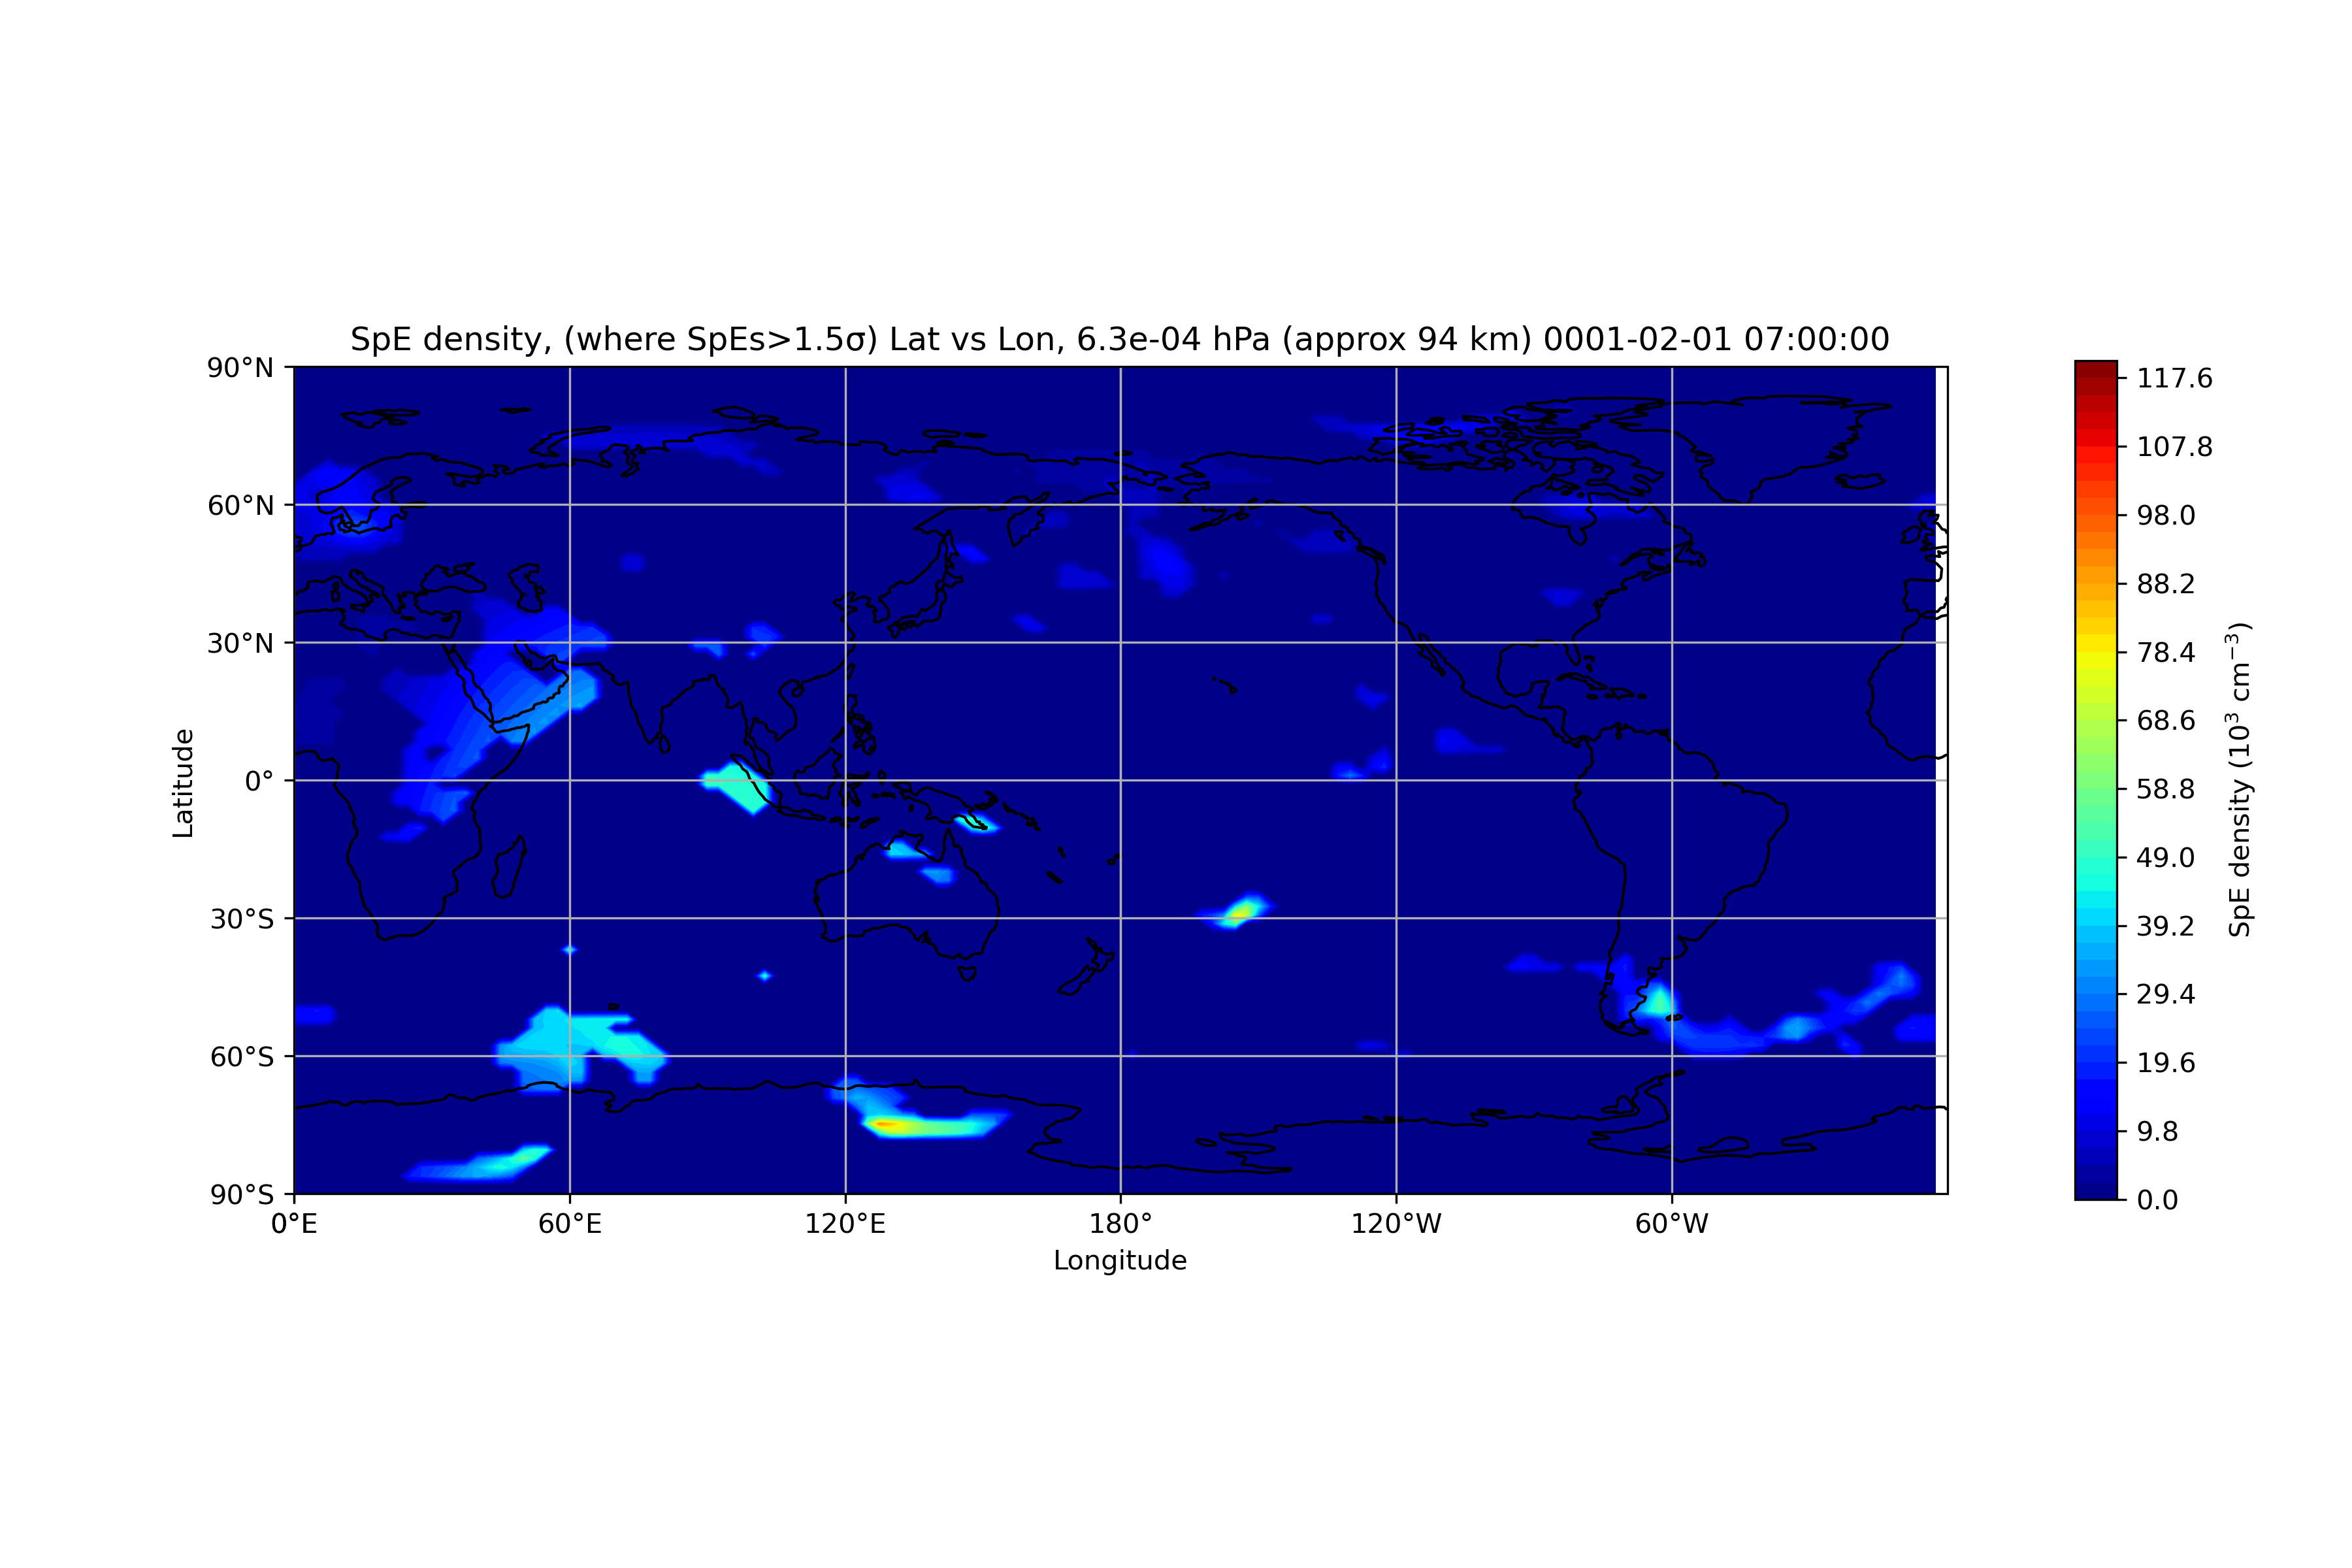 SpE density, (where SpEs>1.5σ) Lat vs Lon, 6.3e-04 hPa (approx 94 km) 0001-02-01 07:00:00
90°N
60°N
30°N
0°
30°S
60°S
90°S
Latitude
0°E
60°E
120°E
180°
120°W
60°W
Longitude
117.6
107.8
98.0
88.2
78.4
68.6
58.8
49.0
39.2
29.4
19.6
9.8
0.0
SpE density (10³ cm⁻³)